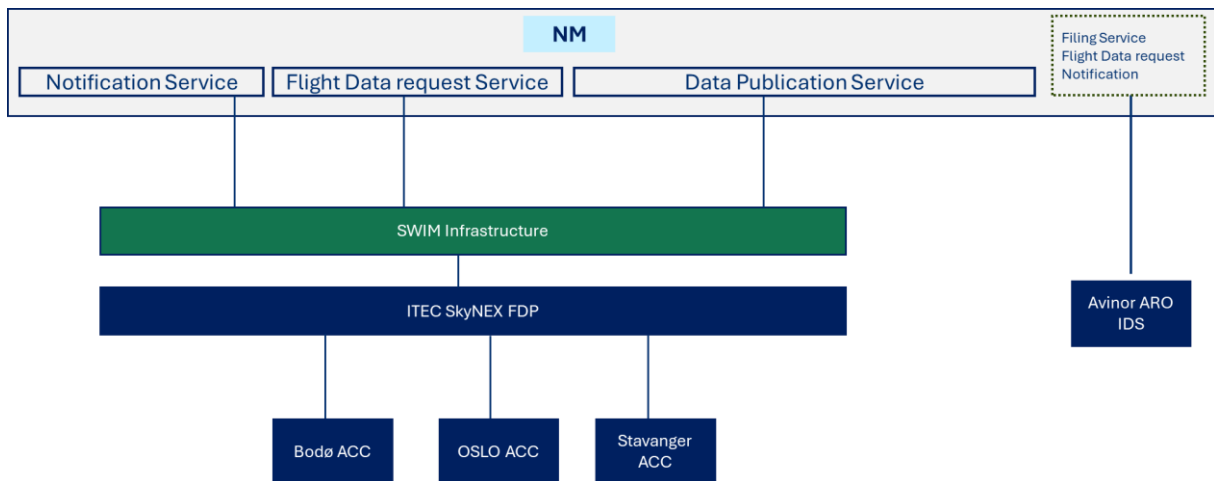 NM
Filing Service
Flight Data request
Notification
Notification Service
Flight Data request Service
Data Publication Service
SWIM Infrastructure
ITEC SkyNEX FDP
Avinor ARO
IDS
Bodø ACC
OSLO ACC
Stavanger
ACC